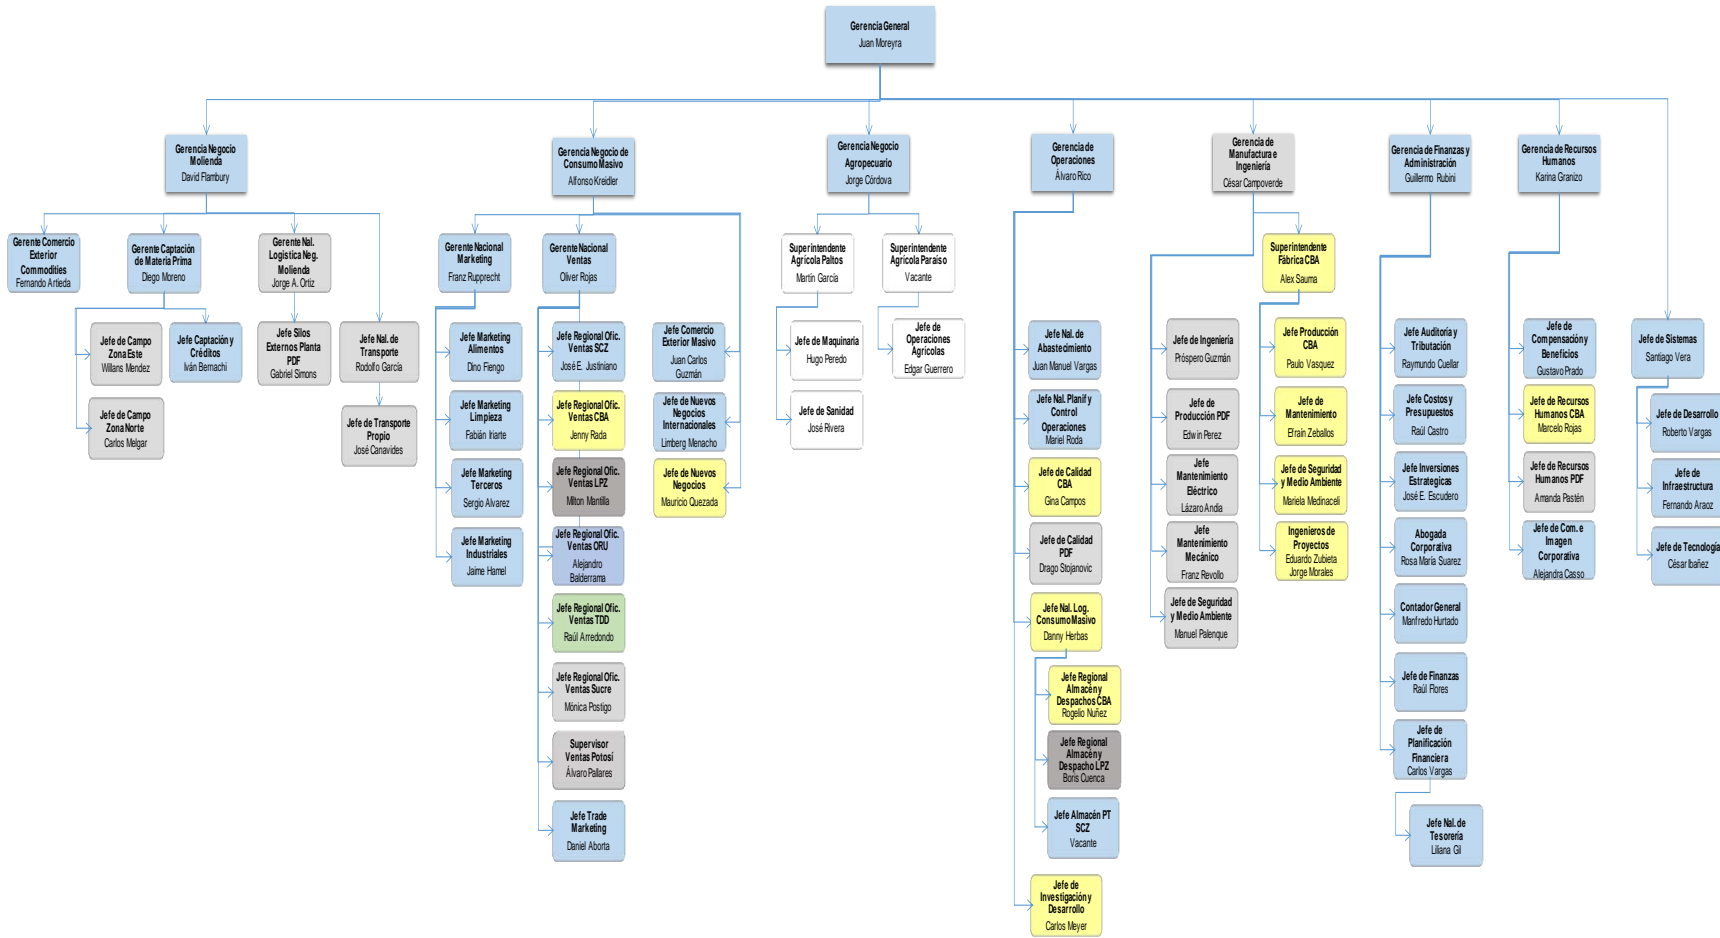 Gerencia General
Juan Moreyra
Gerencia Negocio
Molienda
David Flambury
Gerencia Negocio de
Consumo Masivo
Alfonso Kreidler
Gerencia Negocio
Agropecuario
Jorge Córdova
Gerencia de
Operaciones
Álvaro Rico
Gerencia de
Manufactura e
Ingeniería
César Campoverde
Gerencia de Finanzas y
Administración
Guillermo Rubini
Gerencia de Recursos
Humanos
Karina Granizo
Gerente Comercio
Exterior
Commodities
Fernando Artieda
Gerente Captación
de Materia Prima
Diego Moreno
Gerente Nal.
Logistica Neg.
Molienda
Jorge A. Ortiz
Jefe de Campo
Zona Este
Willans Mendez
Jefe Captación y
Créditos
Iván Bernachi
Jefe Silos
Externos Planta
PDF
Gabriel Simons
Jefe Nal. de
Transporte
Rodolfo García
Jefe de Campo
Zona Norte
Carlos Melgar
Jefe de Transporte
Propio
José Canavides
Gerente Nacional
Marketing
Franz Rupprecht
Gerente Nacional
Ventas
Oliver Rojas
Jefe Marketing
Alimentos
Dino Fiengo
Jefe Marketing
Limpieza
Fabián Iriarte
Jefe Marketing
Terceros
Sergio Alvarez
Jefe Marketing
Industriales
Jaime Hamel
Jefe Regional Ofic.
Ventas SCZ
José E. Justiniano
Jefe Regional Ofic.
Ventas CBA
Jenny Rada
Jefe Regional Ofic.
Ventas LPZ
Milton Mantilla
Jefe Regional Ofic.
Ventas ORU
Alejandro
Balderrama
Jefe Regional Ofic.
Ventas TDD
Raúl Arredondo
Jefe Regional Ofic.
Ventas Sucre
Mónica Postigo
Supervisor
Ventas Potosí
Álvaro Pallares
Jefe Trade
Marketing
Daniel Aborta
Jefe Comercio
Exterior Masivo
Juan Carlos
Guzmán
Jefe de Nuevos
Negocios
Internacionales
Limberg Menacho
Jefe de Nuevos
Negocios
Mauricio Quezada
Superintendente
Agrícola Paltos
Martín García
Superintendente
Agrícola Paraiso
Vacante
Jefe de Maquinaria
Hugo Peredo
Jefe de Sanidad
José Rivera
Jefe de
Operaciones
Agrícolas
Edgar Guerrero
Jefe Nal. de
Abastecimiento
Juan Manuel Vargas
Jefe Nal. Planif y
Control
Operaciones
Mariel Roda
Jefe de Calidad
CBA
Gina Campos
Jefe de Calidad
PDF
Drago Stojanovic
Jefe Nal. Log.
Consumo Masivo
Danny Herbas
Jefe Regional
Almacén y
Despachos CBA
Rogelio Nuñez
Jefe Regional
Almacén y
Despacho LPZ
Boris Cuenca
Jefe Almacén PT
SCZ
Vacante
Jefe de
Investigación y
Desarrollo
Carlos Meyer
Superintendente
Fábrica CBA
Alex Sauma
Jefe de Ingeniería
Próspero Guzmán
Jefe de
Producción PDF
Edwin Perez
Jefe
Mantenimiento
Eléctrico
Lázaro Andia
Jefe
Mantenimiento
Mecánico
Franz Revollo
Jefe de Seguridad
y Medio Ambiente
Manuel Palenque
Jefe Producción
CBA
Paulo Vasquez
Jefe de
Mantenimiento
Efraín Zeballos
Jefe de Seguridad
y Medio Ambiente
Mariela Medinaceli
Ingenieros de
Proyectos
Eduardo Zubieta
Jorge Morales
Jefe Auditoría y
Tributación
Raymundo Cuellar
Jefe Costos y
Presupuestos
Raúl Castro
Jefe Inversiones
Estrategicas
José E. Escudero
Abogada
Corporativa
Rosa María Suarez
Contador General
Manfredo Hurtado
Jefe de Finanzas
Raúl Flores
Jefe de
Planificación
Financiera
Carlos Vargas
Jefe Nal. de
Tesorería
Liliana Gil
Jefe de
Compensación y
Beneficios
Gustavo Prado
Jefe de Recursos
Humanos CBA
Marcelo Rojas
Jefe de Recursos
Humanos PDF
Amanda Pastén
Jefe de Com. e
Imagen
Corporativa
Alejandra Casso
Jefe de Sistemas
Santiago Vera
Jefe de Desarrollo
Roberto Vargas
Jefe de
Infraestructura
Fernando Araoz
Jefe de Tecnología
César Ibañez